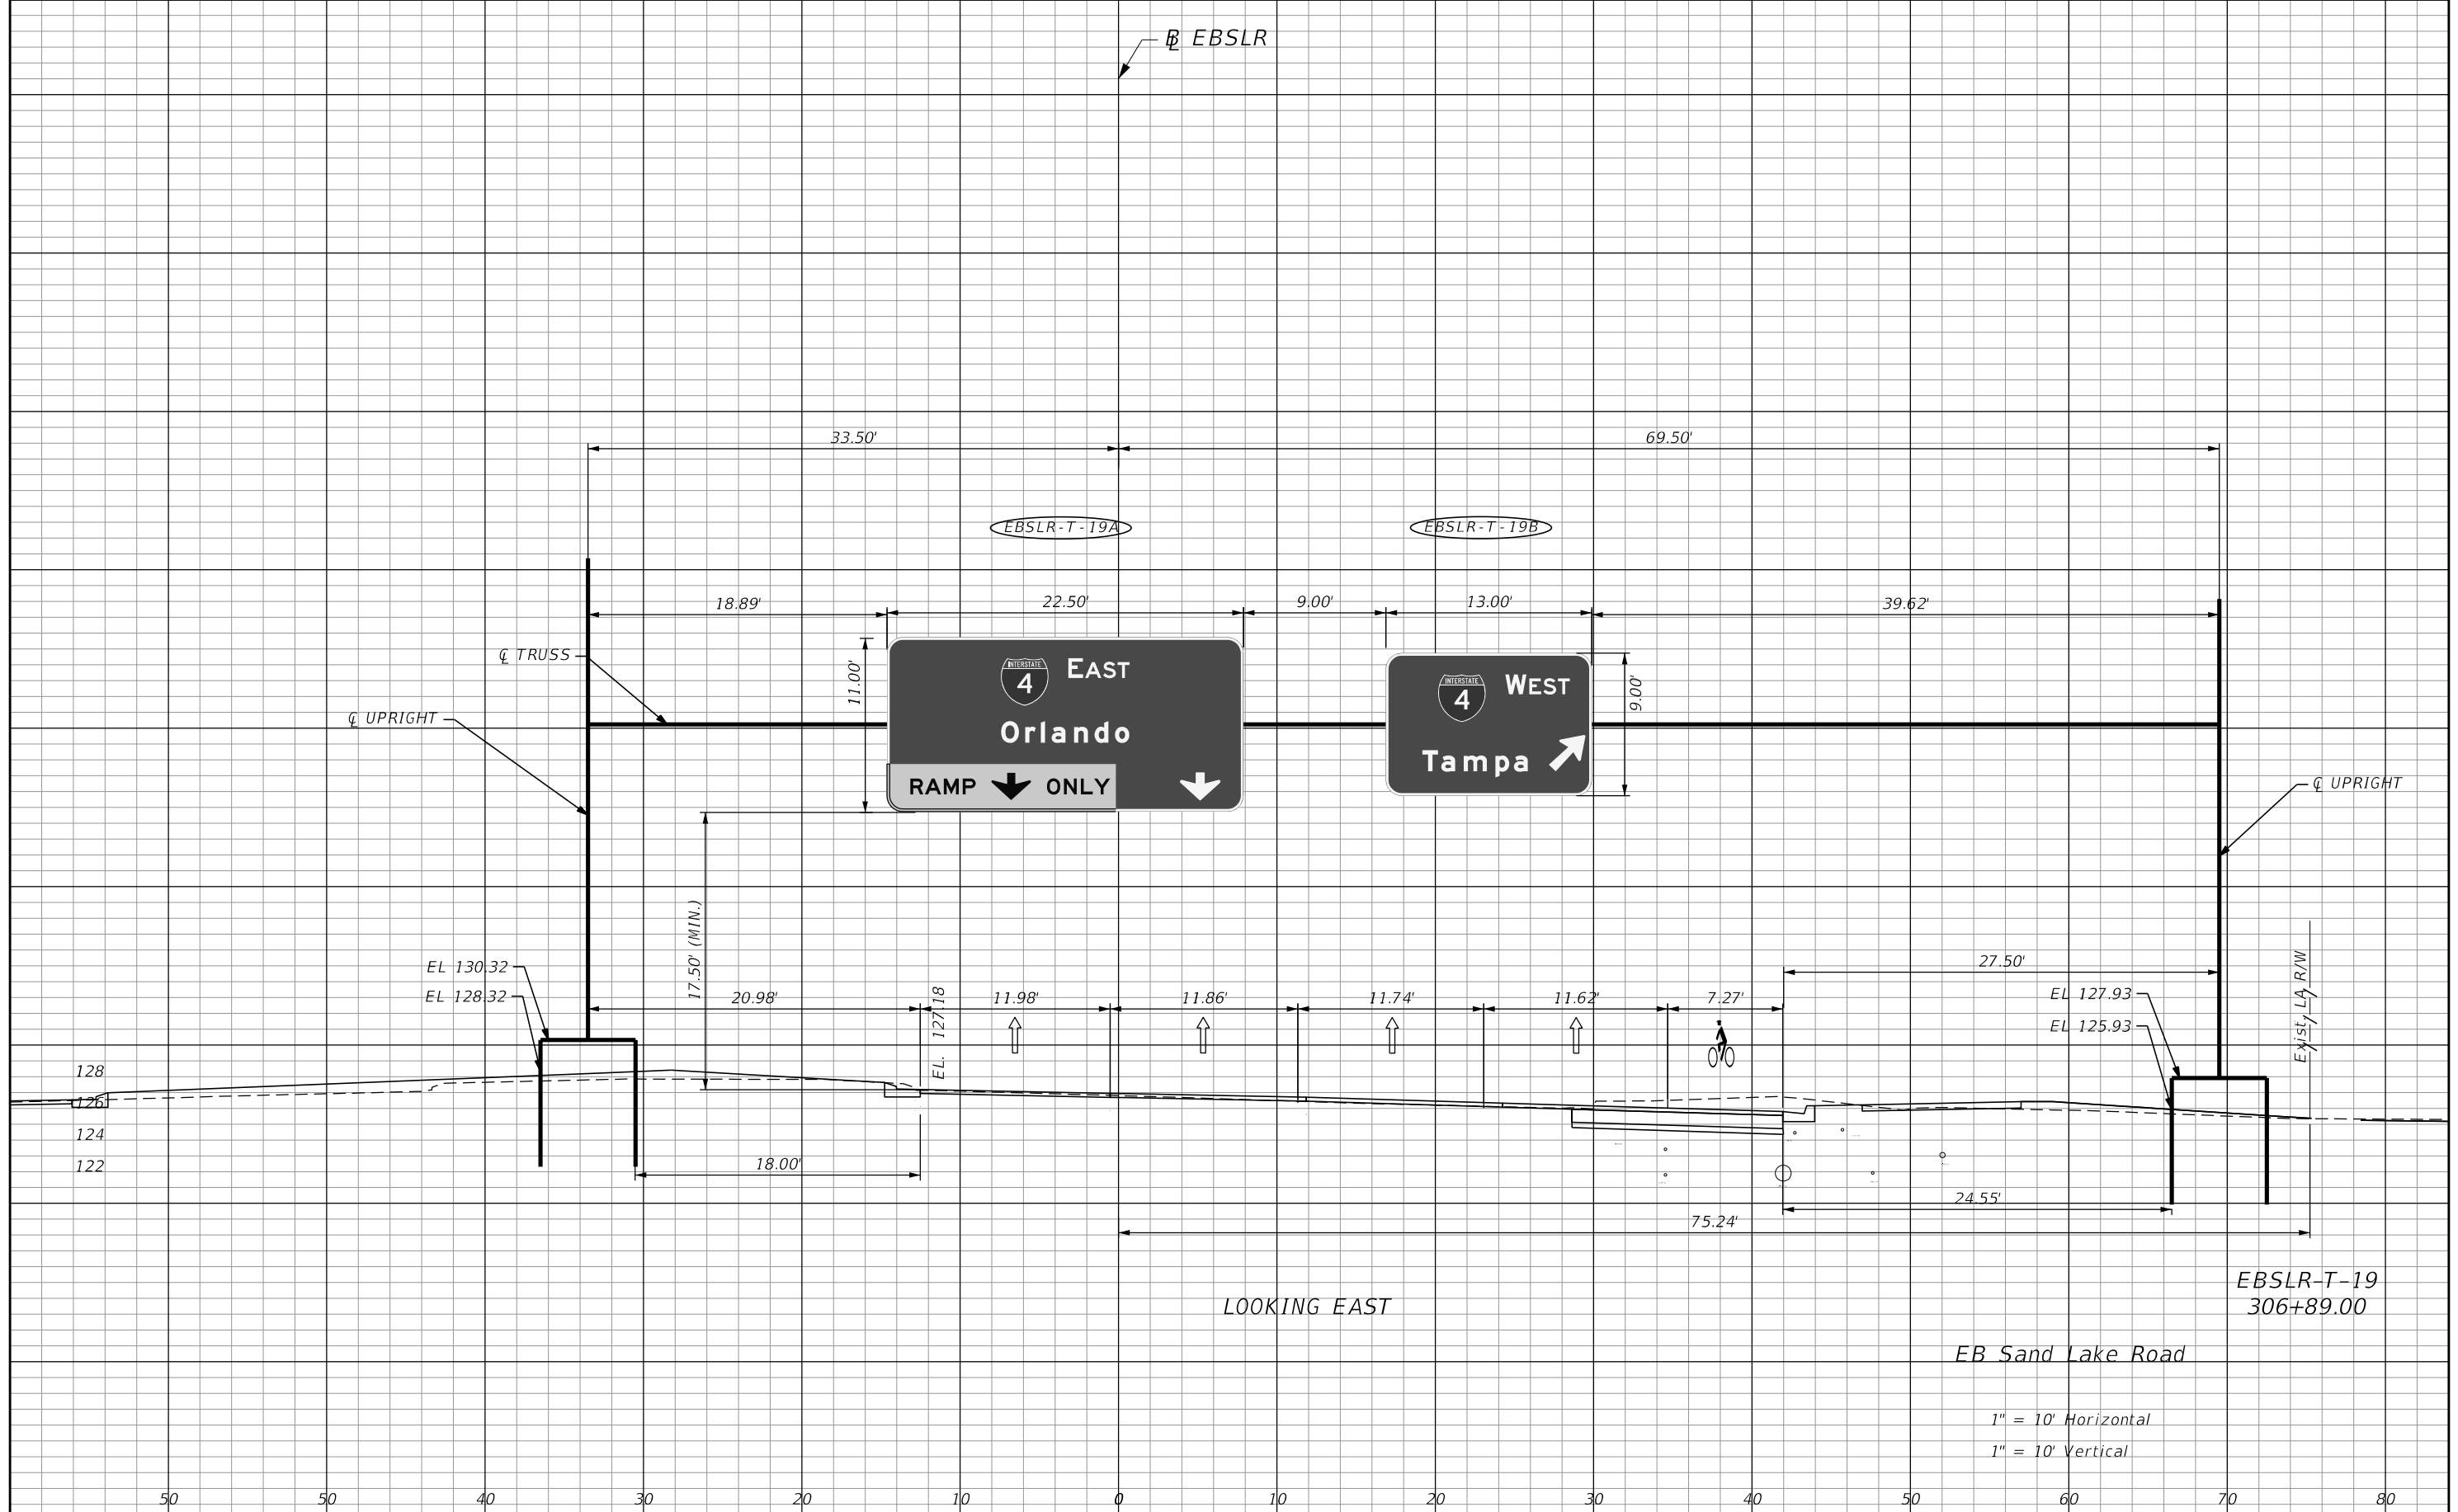 ℄ EBSLR
33.50' 69.50'
EBSLR-T-19A EBSLR-T-19B
18.89' 22.50' 9.00' 13.00' 39.62'
℄ TRUSS
℄ UPRIGHT
11.00'
INTERSTATE
4
EAST
Orlando
RAMP ONLY
INTERSTATE
4
WEST
Tampa
9.00'
℄ UPRIGHT
17.50' (MIN.)
EL 130.32
EL 128.32
20.98' 11.98' 11.86' 11.74' 11.62' 7.27'
EL. 127.18
27.50'
EL 127.93
EL 125.93
Exist. LA R/W
128
126
124
122
18.00'
24.55'
75.24'
LOOKING EAST
EBSLR-T-19
306+89.00
EB Sand Lake Road
1" = 10' Horizontal
1" = 10' Vertical
50 50 40 30 20 10 0 10 20 30 40 50 60 70 80